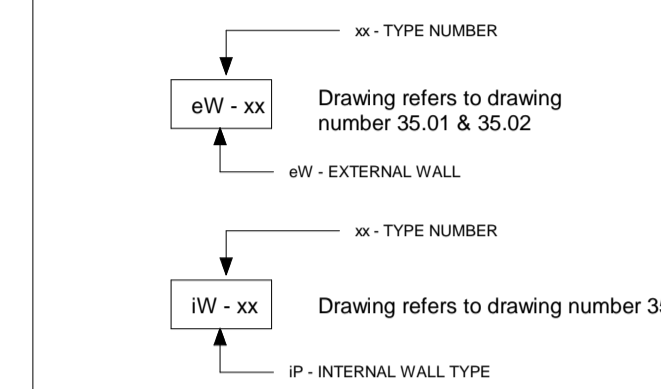 xx - TYPE NUMBER
eW - xx
Drawing refers to drawing
number 35.01 & 35.02
eW - EXTERNAL WALL
xx - TYPE NUMBER
iW - xx
Drawing refers to drawing number
iP - INTERNAL WALL TYPE